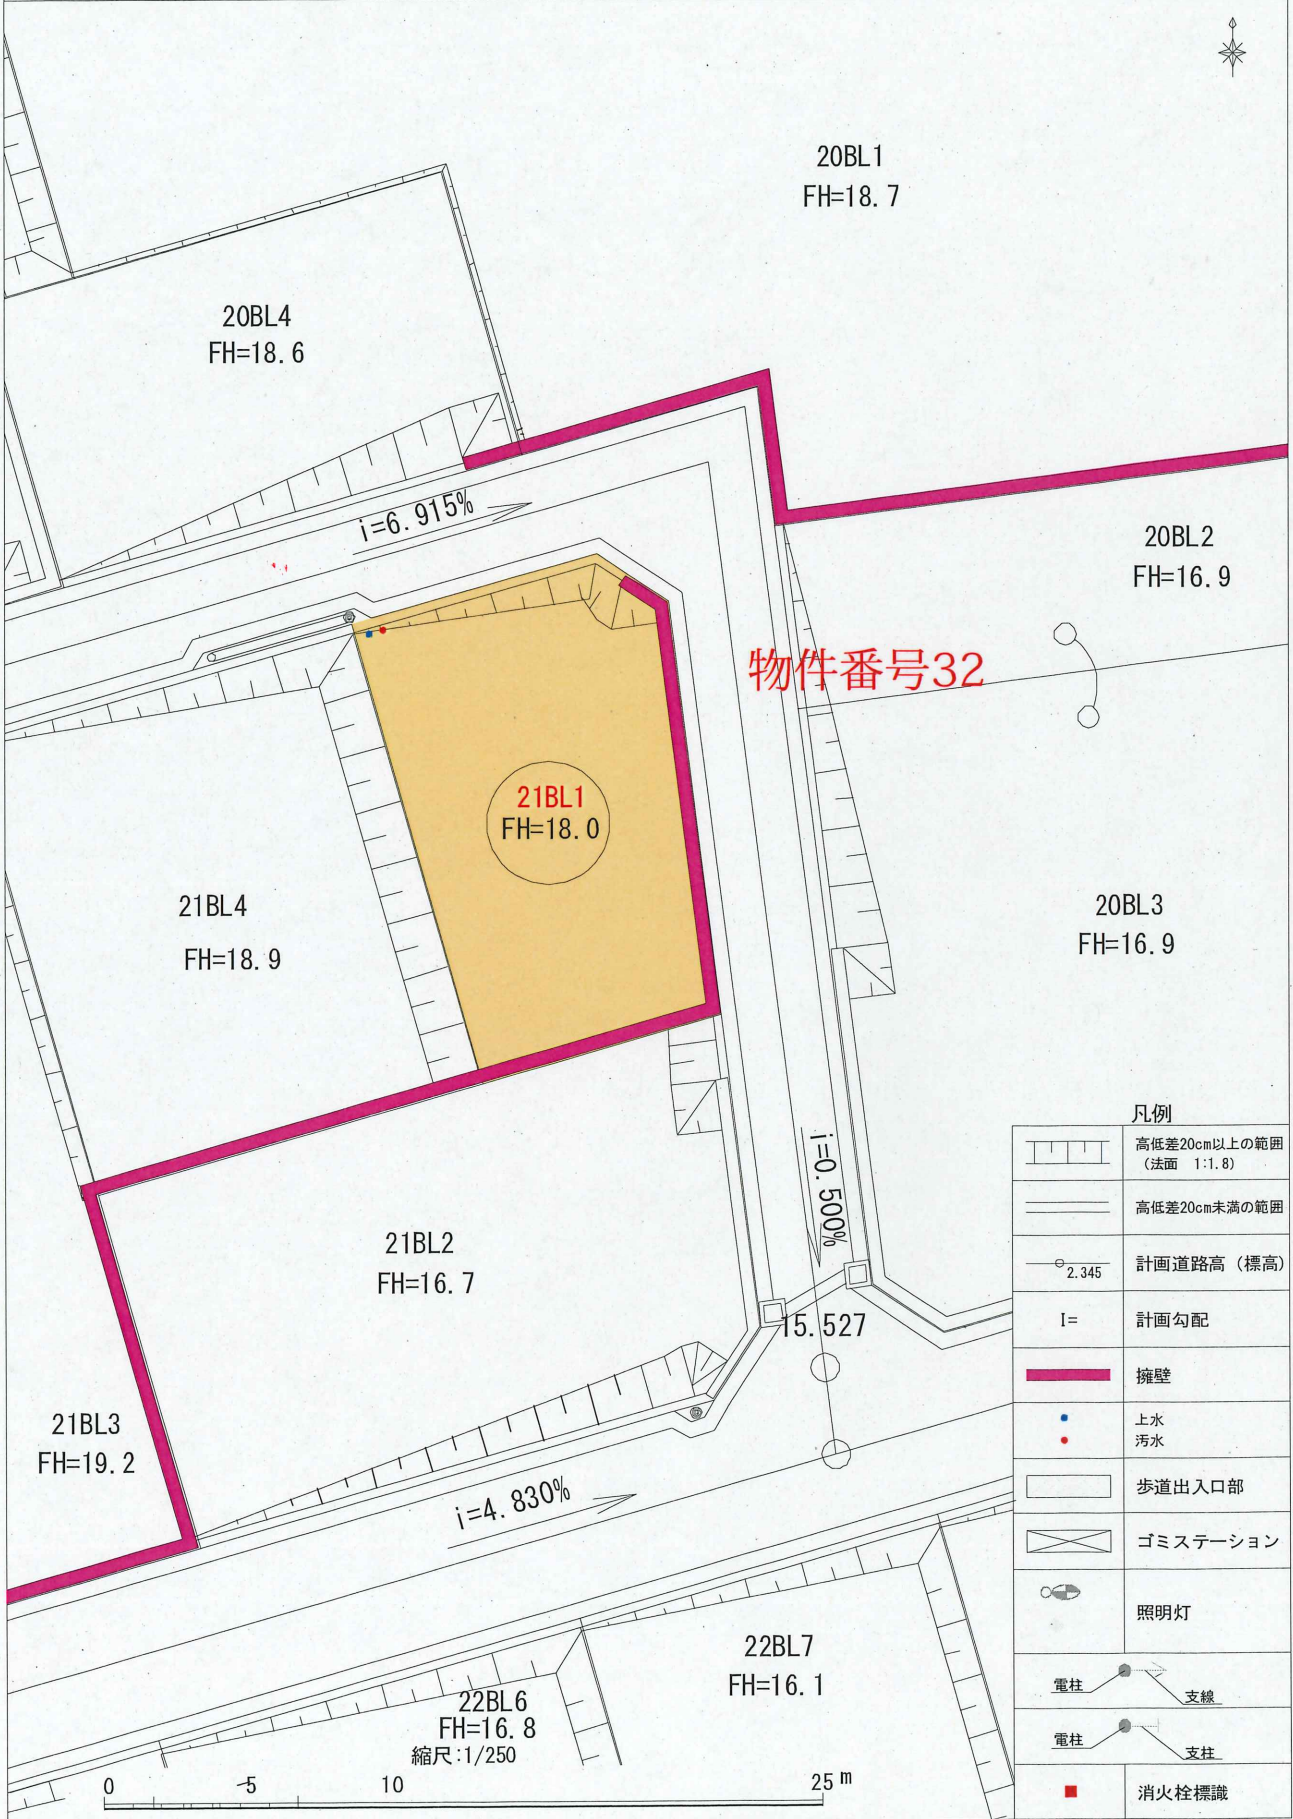 20BL1
FH=18.7
20BL4
FH=18.6
i=6.915%
20BL2
FH=16.9
物件番号32
21BL1
FH=18.0
21BL4
FH=18.9
20BL3
FH=16.9
i=0.500%
21BL2
FH=16.7
15.527
21BL3
FH=19.2
i=4.830%
22BL7
FH=16.1
22BL6
FH=16.8
縮尺:1/250
0 5 10 25 m
凡例
高低差20cm以上の範囲
(法面 1:1.8)
高低差20cm未満の範囲
2.345 計画道路高（標高）
I= 計画勾配
擁壁
上水
汚水
歩道出入口部
ゴミステーション
照明灯
電柱 支線
電柱 支柱
消火栓標識